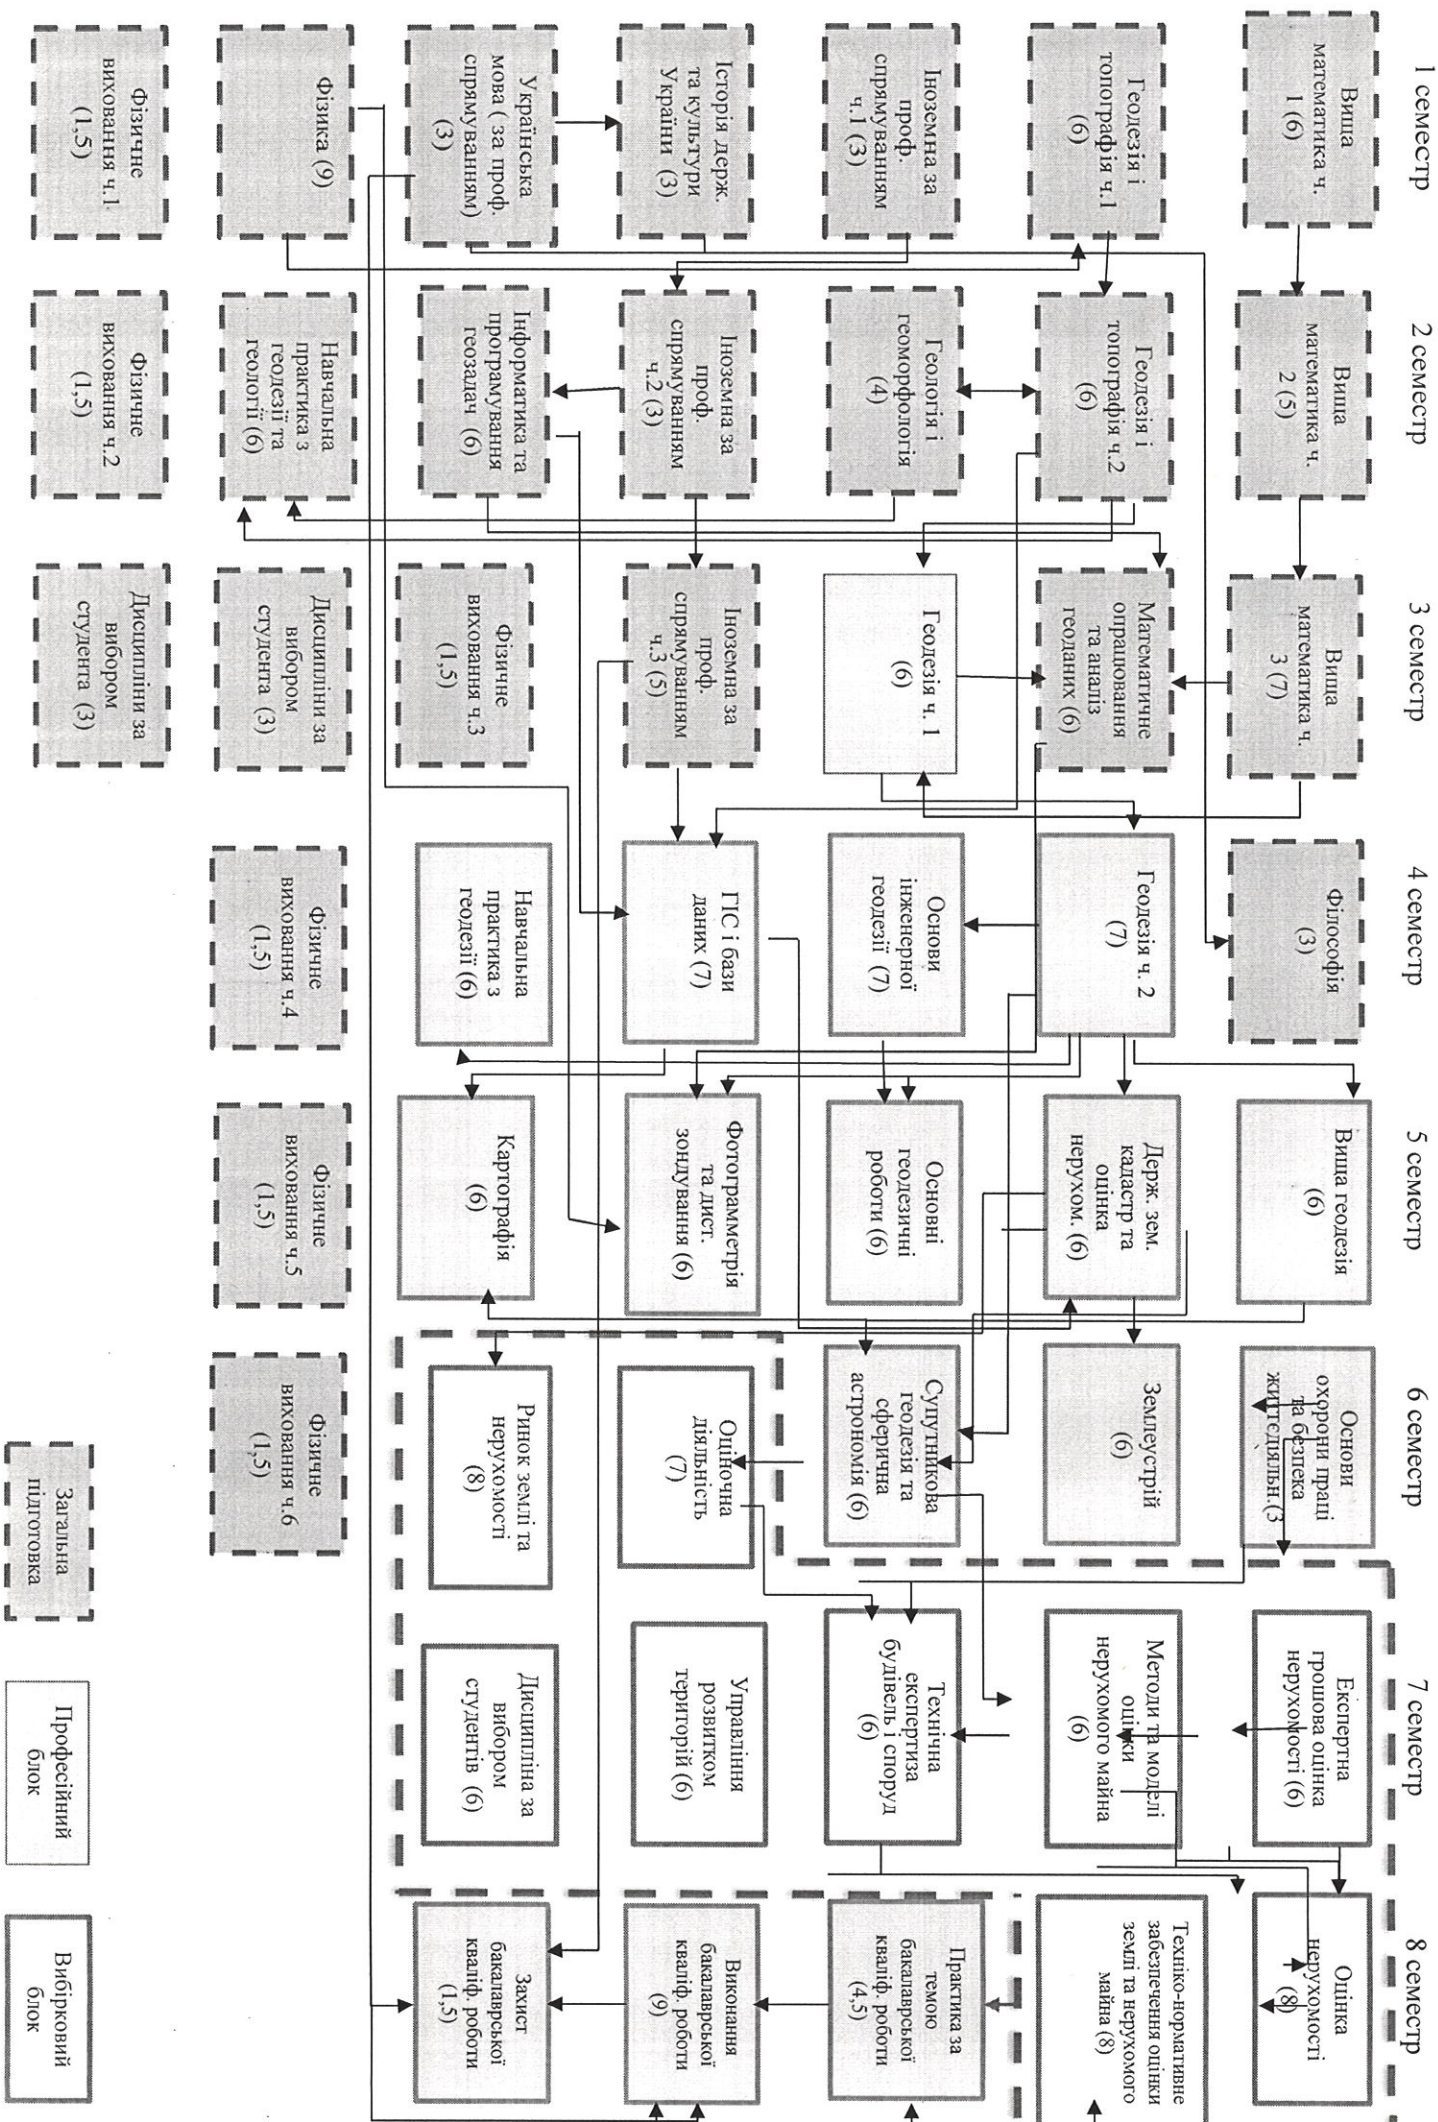 1 семестр
Вища
математика ч.
1 (6)
Геодезія і
топографія ч.1
(6)
Іноземна за
проф.
спрямуванням
ч.1 (3)
Історія держ.
та культури
України (3)
Українська
мова ( за проф.
спрямуванням)
(3)
Фізика (9)
Фізичне
виховання ч.1
(1,5)
2 семестр
Вища
математика ч.
2 (5)
Геодезія і
топографія ч.2
(6)
Геологія і
геоморфологія
(4)
Іноземна за
проф.
спрямуванням
ч.2 (3)
Інформатика та
програмування
геозадач (6)
Навчальна
практика з
геодезії та
геології (6)
Фізичне
виховання ч.2
(1,5)
3 семестр
Вища
математика ч.
3 (7)
Математичне
опрацювання
та аналіз
геоданих (6)
Геодезія ч. 1
(6)
Іноземна за
проф.
спрямуванням
ч.3 (5)
Фізичне
виховання ч.3
(1,5)
Дисципліни за
вибором
студента (3)
Дисципліни за
вибором
студента (3)
4 семестр
Філософія
(3)
Геодезія ч. 2
(7)
Основи
інженерної
геодезії (7)
ГІС і бази
даних (7)
Навчальна
практика з
геодезії (6)
Фізичне
виховання ч.4
(1,5)
5 семестр
Вища геодезія
(6)
Держ. зем.
кадастр та
оцінка
нерухом. (6)
Основні
геодезичні
роботи (6)
Фотограмметрія
та дист.
зондування (6)
Картографія
(6)
Фізичне
виховання ч.5
(1,5)
6 семестр
Основи
охорони праці
та безпека
життєдіяльн.(3
Землеустрій
(6)
Супутникова
геодезія та
сферична
астрономія (6)
Оціночна
діяльність
(7)
Ринок землі та
нерухомості
(8)
Фізичне
виховання ч.6
(1,5)
7 семестр
Експертна
грошова оцінка
нерухомості (6)
Методи та моделі
оцінки
нерухомого майна
(6)
Технічна
експертиза
будівель і споруд
(6)
Управління
розвитком
територій (6)
Дисципліна за
вибором
студентів (6)
8 семестр
Оцінка
нерухомості
(8)
Техніко-нормативне
забезпечення оцінки
землі та нерухомого
майна (8)
Практика за
темою
бакалаврської
кваліф. роботи
(4,5)
Виконання
бакалаврської
кваліф. роботи
(9)
Захист
бакалаврської
кваліф. роботи
(1,5)
Загальна
підготовка
Професійний
блок
Вибірковий
блок